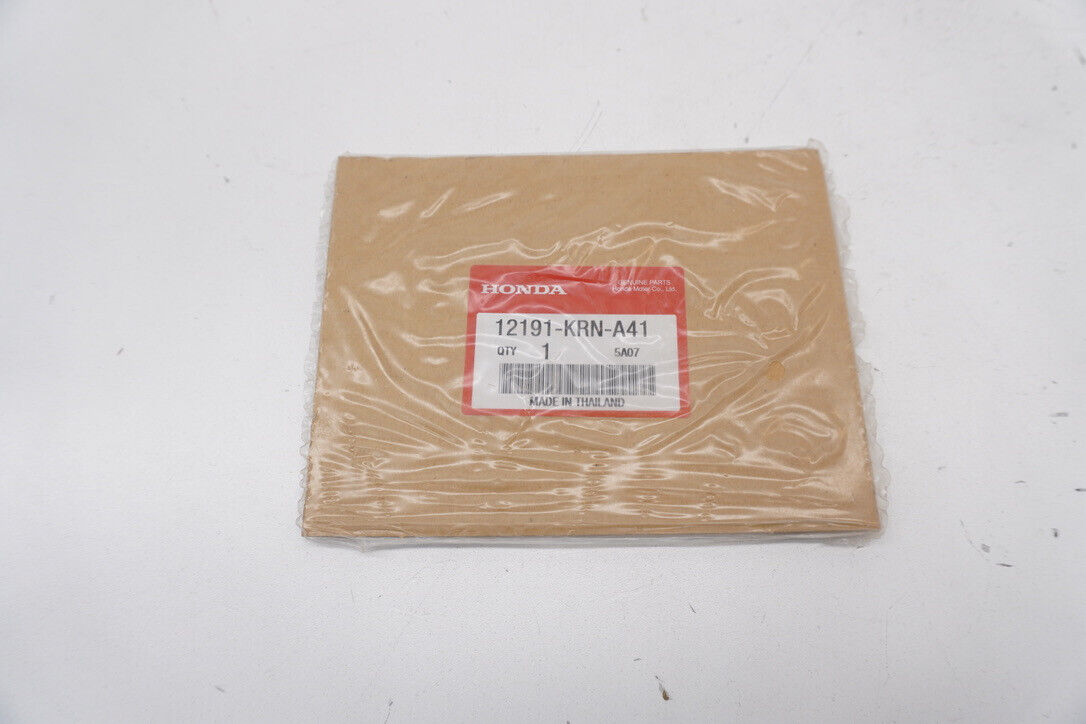 HONDA
GENUINE PARTS
Honda Motor Co., Ltd.
12191-KRN-A41
QTY 1 5A07
MADE IN THAILAND